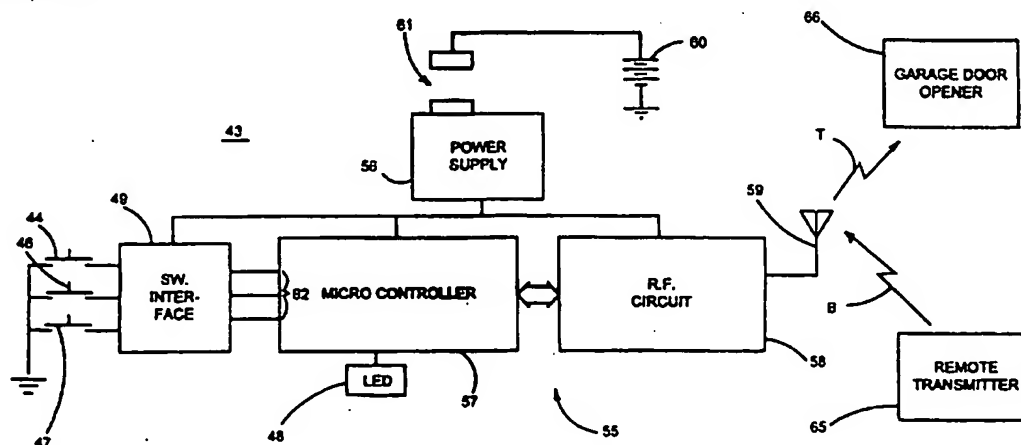 61
60
66
GARAGE DOOR
OPENER
43
POWER
SUPPLY
56
T
49
59
44
46
SW.
INTER-
FACE
62
MICRO CONTROLLER
R.F.
CIRCUIT
B
LED
57
58
REMOTE
TRANSMITTER
47
48
55
65